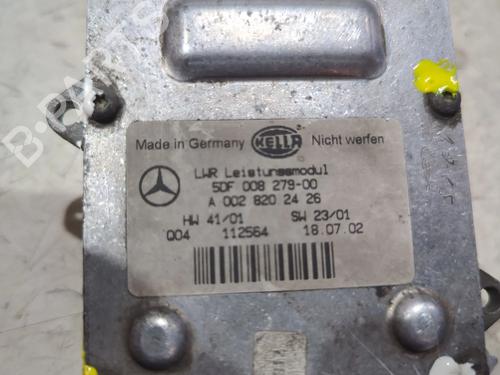 Made in Germany HELLA Nicht werfen
LWR Leistungsmodul
5DF 008 279-00
A 002 820 24 26
HW 41/01 SW 23/01
Q04 112564 18.07.02
B-PARTS